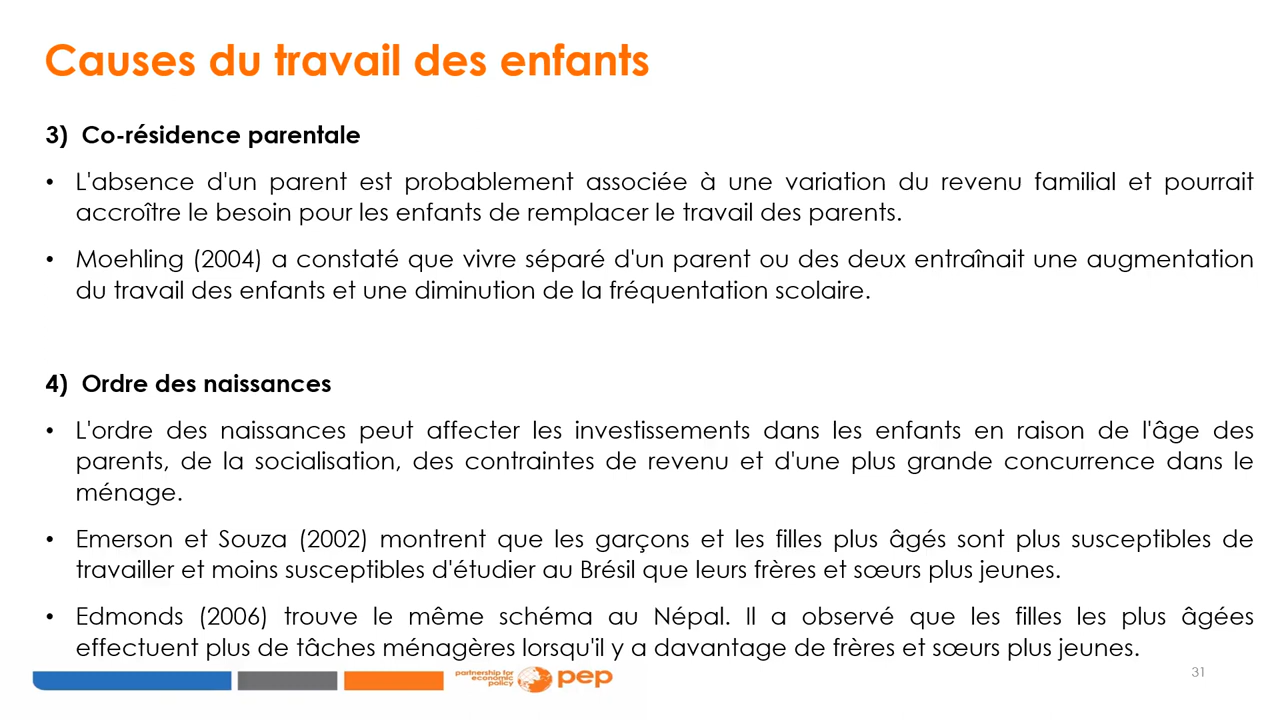 Causes du travail des enfants
3) Co-résidence parentale
• L'absence d'un parent est probablement associée à une variation du revenu familial et pourrait
accroître le besoin pour les enfants de remplacer le travail des parents.
• Moehling (2004) a constaté que vivre séparé d'un parent ou des deux entraînait une augmentation
du travail des enfants et une diminution de la fréquentation scolaire.
4) Ordre des naissances
• L'ordre des naissances peut affecter les investissements dans les enfants en raison de l'âge des
parents, de la socialisation, des contraintes de revenu et d'une plus grande concurrence dans le
ménage.
• Emerson et Souza (2002) montrent que les garçons et les filles plus âgés sont plus susceptibles de
travailler et moins susceptibles d'étudier au Brésil que leurs frères et sœurs plus jeunes.
• Edmonds (2006) trouve le même schéma au Népal. Il a observé que les filles les plus âgées
effectuent plus de tâches ménagères lorsqu'il y a davantage de frères et sœurs plus jeunes.
partnership for
economic
policy
pep
31